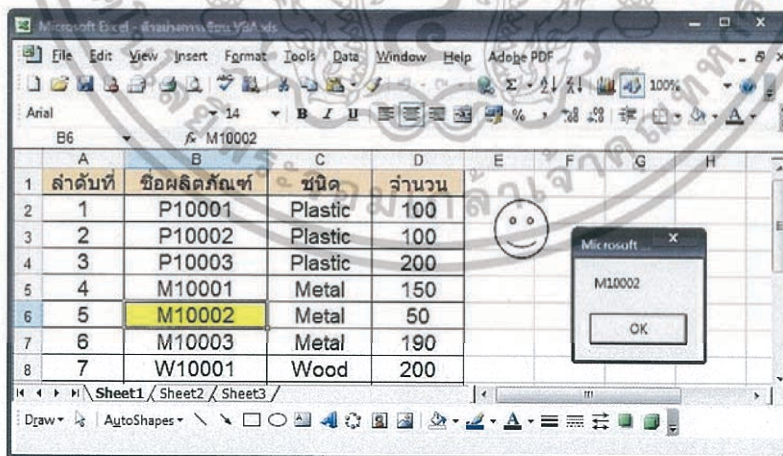 Microsoft Excel - ตัวอย่างการเขียน VBA.xls
File Edit View Insert Format Tools Data Window Help Adobe PDF
100%
Arial 14 B I U
B6 fx M10002
A B C D E F G H
1 ลำดับที่ ชื่อผลิตภัณฑ์ ชนิด จำนวน
2 1 P10001 Plastic 100
3 2 P10002 Plastic 100
4 3 P10003 Plastic 200
5 4 M10001 Metal 150
6 5 M10002 Metal 50
7 6 M10003 Metal 190
8 7 W10001 Wood 200
Microsoft ...
M10002
OK
Sheet1 / Sheet2 / Sheet3
Draw AutoShapes